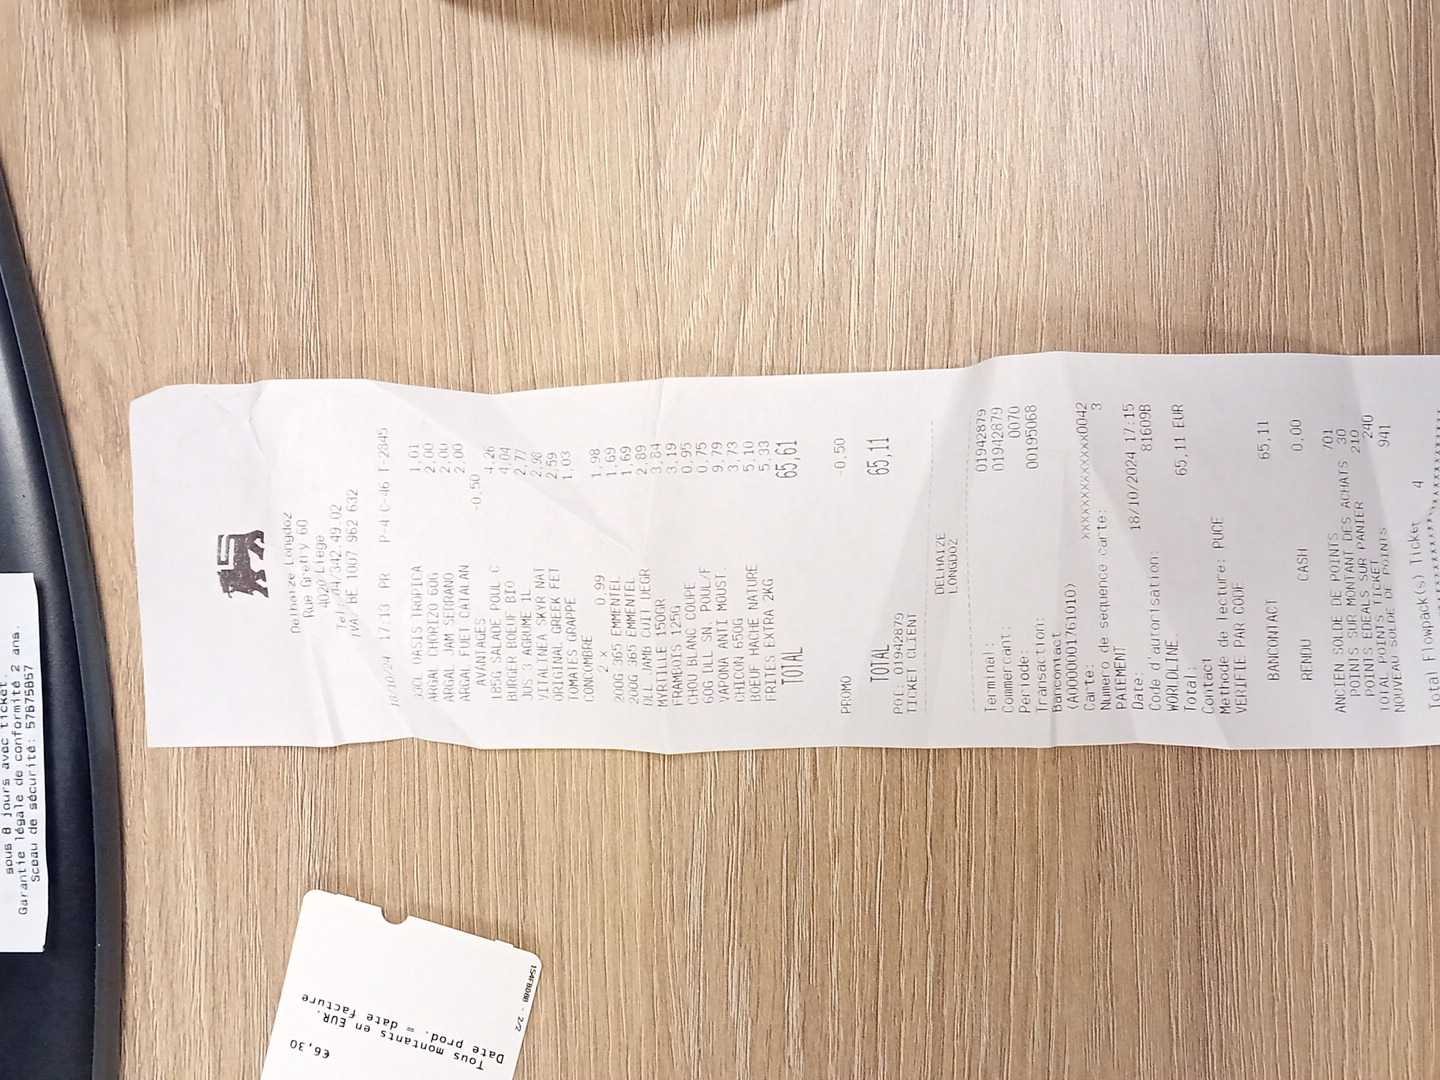 Delhaize Longdoz
Rue Gretry 60
4020 Liege
Tel: 04/342.49.02
TVA: BE 1007 962 632
18/10/24 17:13 PR P-4 C-46 T-2845
33CL OASIS TROPICA 1,01
ARGAL CHORIZO 60G 2,00
ARGAL JAM SERRANO 2,00
ARGAL FUET CATALAN 2,00
AVANTAGES -0,50
185G SALADE POUL C 4,26
BURGER BOEUF BIO 4,04
JUS 3 AGRUME 1L 2,77
VITALINEA SKYR NAT 2,98
ORIGINAL GREEK FET 2,59
TOMATES GRAPPE 1,03
CONCOMBRE
2 x 0,99 1,98
200G 365 EMMENTEL 1,69
200G 365 EMMENTEL 1,69
DLL JAMB CUIT DEGR 2,89
MYRTILLE 150GR 3,84
FRAMBOIS 125G 3,19
CHOU BLANC COUPE 0,95
60G DLL SN. POUL/F 0,75
VAPONA ANTI MOUST. 9,79
CHICON 650G 3,73
BOEUF HACHE NATURE 5,10
FRITES EXTRA 2KG 5,33
TOTAL 65,61
PROMO -0,50
TOTAL 65,11
POI: 01942879
TICKET CLIENT
DELHAIZE
LONGDOZ
Terminal: 01942879
Commercant: 01942879
Periode: 0070
Transaction: 00195068
Bancontact
(A0000001761010)
Carte: xxxxxxxxxxxxx0042
Numero de sequence carte: 3
PAIEMENT
Date: 18/10/2024 17:15
Code d'autorisation: 81609B
WORLDLINE
Total: 65,11 EUR
Contact
Methode de lecture: PUCE
VERIFIE PAR CODE
BANCONTACT 65,11
RENDU CASH 0,00
ANCIEN SOLDE DE POINTS 701
POINTS SUR MONTANT DES ACHATS 30
POINTS EDEALS SUR PANIER 210
TOTAL POINTS TICKET 240
NOUVEAU SOLDE DE POINTS 941
Total Flowpack(s) Ticket 4
sous 8 jours avec ticket.
Garantie légale de conformité 2 ans.
Sceau de sécurité: 57B75B57
€6,30
Tous montants en EUR.
Date prod. = date facture